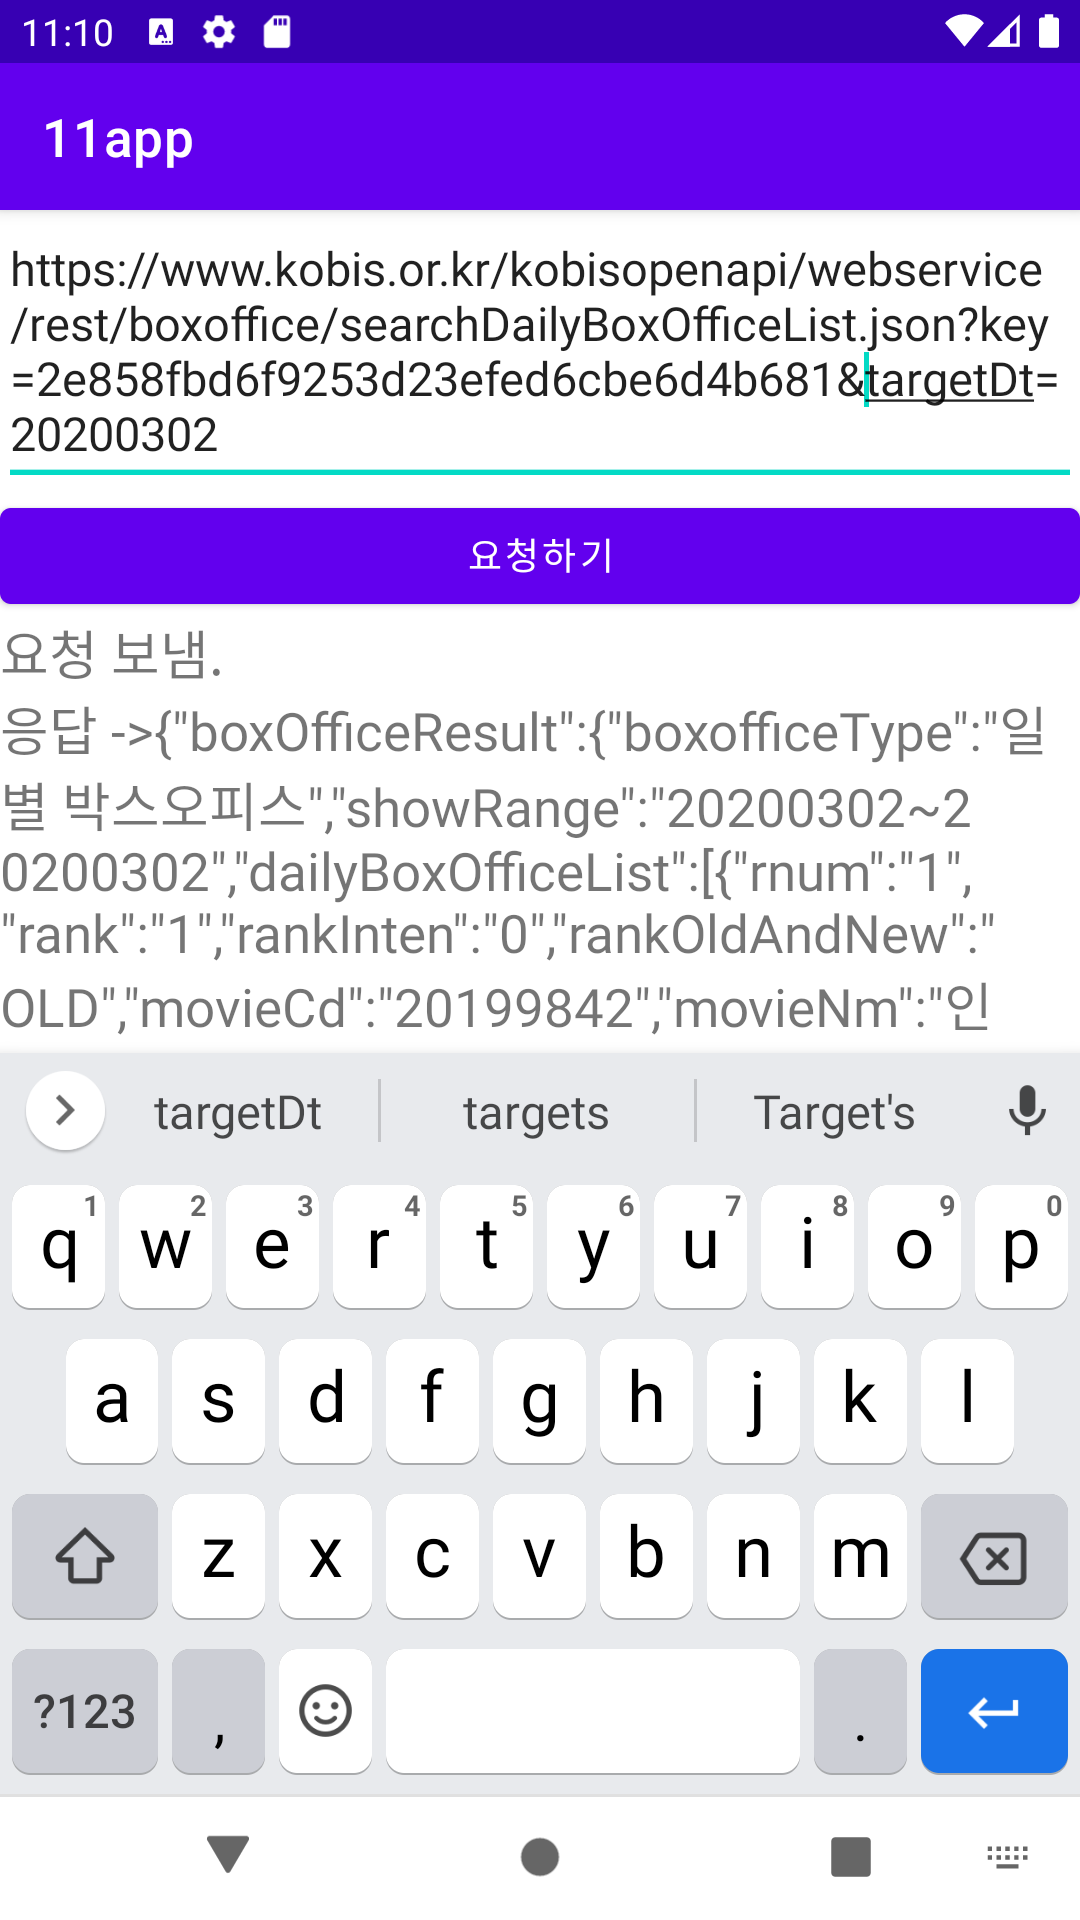 11:10
11app
https://www.kobis.or.kr/kobisopenapi/webservice
/rest/boxoffice/searchDailyBoxOfficeList.json?key
=2e858fbd6f9253d23efed6cbe6d4b681&targetDt=
20200302
요청하기
요청 보냄.
응답 ->{"boxOfficeResult":{"boxofficeType":"일
별 박스오피스","showRange":"20200302~2
0200302","dailyBoxOfficeList":[{"rnum":"1",
"rank":"1","rankInten":"0","rankOldAndNew":"
OLD","movieCd":"20199842","movieNm":"인
targetDt targets Target's
q 1 w 2 e 3 r 4 t 5 y 6 u 7 i 8 o 9 p 0
a s d f g h j k l
z x c v b n m
?123 , .